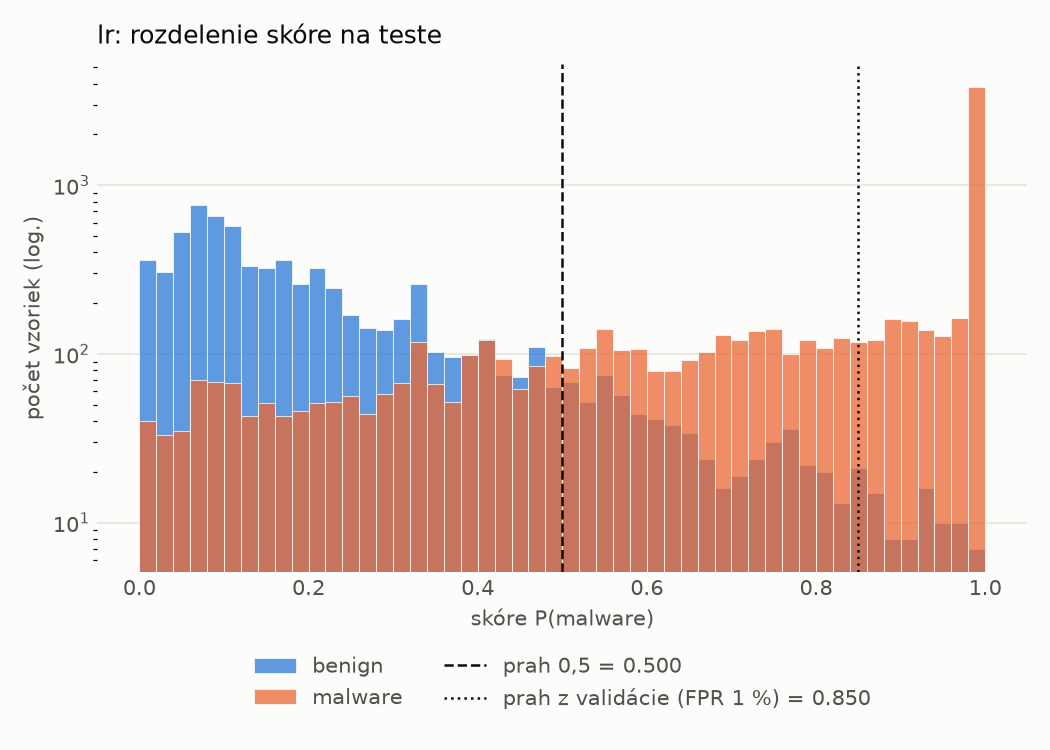 lr: rozdelenie skóre na teste
počet vzoriek (log.)
10³
10²
10¹
0.0 0.2 0.4 0.6 0.8 1.0
skóre P(malware)
benign
malware
prah 0,5 = 0.500
prah z validácie (FPR 1 %) = 0.850